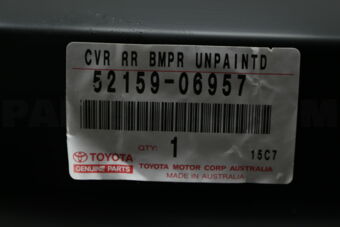 CVR RR BMPR UNPAINTD
52159-06957
QTY: 1 15C7
TOYOTA
GENUINE PARTS
TOYOTA MOTOR CORP AUSTRALIA
MADE IN AUSTRALIA